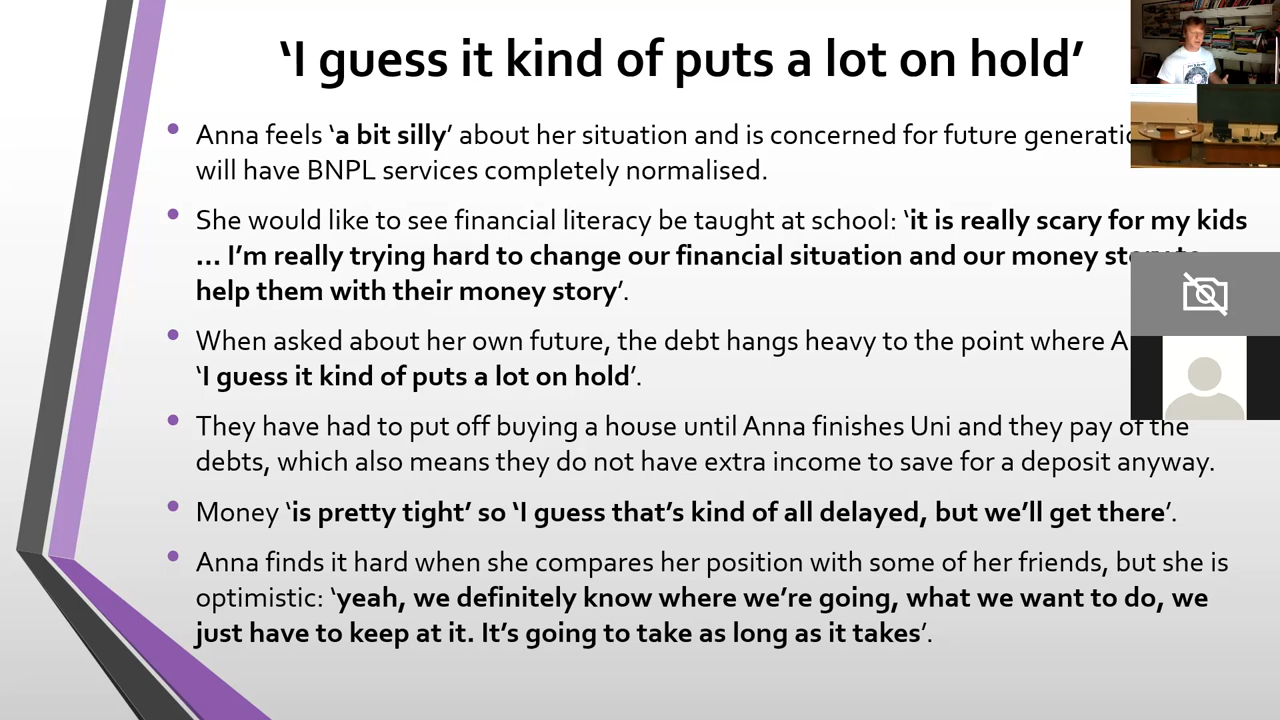 ‘I guess it kind of puts a lot on hold’
• Anna feels ‘a bit silly’ about her situation and is concerned for future
will have BNPL services completely normalised.
• She would like to see financial literacy be taught at school: ‘it is really scary for my kids
... I’m really trying hard to change our financial situation and our money story to
help them with their money story’.
• When asked about her own future, the debt hangs heavy to the point where
‘I guess it kind of puts a lot on hold’.
• They have had to put off buying a house until Anna finishes Uni and they pay of the
debts, which also means they do not have extra income to save for a deposit anyway.
• Money ‘is pretty tight’ so ‘I guess that’s kind of all delayed, but we’ll get there’.
• Anna finds it hard when she compares her position with some of her friends, but she is
optimistic: ‘yeah, we definitely know where we’re going, what we want to do, we
just have to keep at it. It’s going to take as long as it takes’.